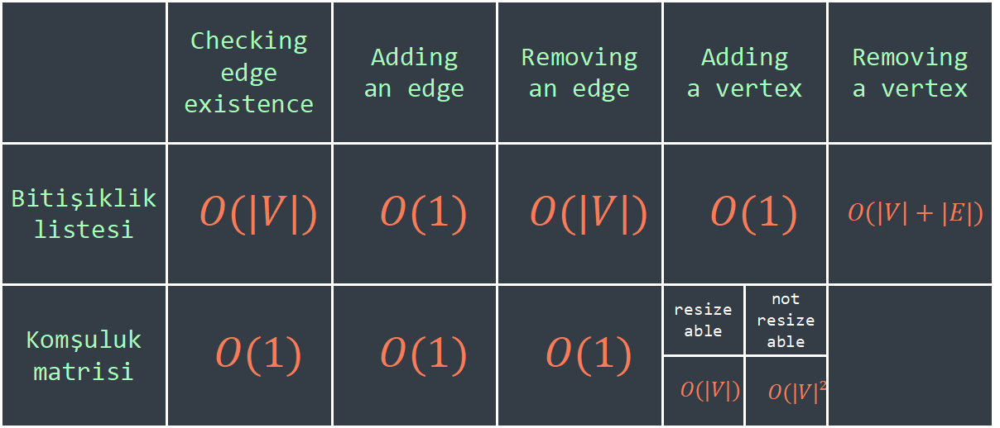 Checking
edge
existence
Adding
an edge
Removing
an edge
Adding
a vertex
Removing
a vertex
Bitişiklik
listesi
O(|V|)
O(1)
O(|V|)
O(1)
O(|V| + |E|)
Komşuluk
matrisi
O(1)
O(1)
O(1)
resize
able
not
resize
able
O(|V|)
O(|V|²